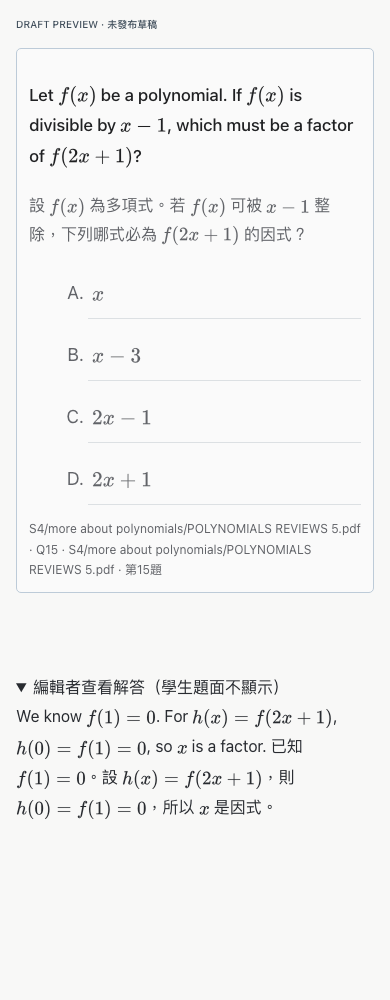 DRAFT PREVIEW · 未發布草稿
Let f(x) be a polynomial. If f(x) is
divisible by x − 1, which must be a factor
of f(2x + 1)?
設 f(x) 為多項式。若 f(x) 可被 x − 1 整
除，下列哪式必為 f(2x + 1) 的因式？
A. x
B. x − 3
C. 2x − 1
D. 2x + 1
S4/more about polynomials/POLYNOMIALS REVIEWS 5.pdf
· Q15 · S4/more about polynomials/POLYNOMIALS
REVIEWS 5.pdf · 第15題
▼ 編輯者查看解答（學生題面不顯示）
We know f(1) = 0. For h(x) = f(2x + 1),
h(0) = f(1) = 0, so x is a factor. 已知
f(1) = 0。設 h(x) = f(2x + 1)，則
h(0) = f(1) = 0，所以 x 是因式。